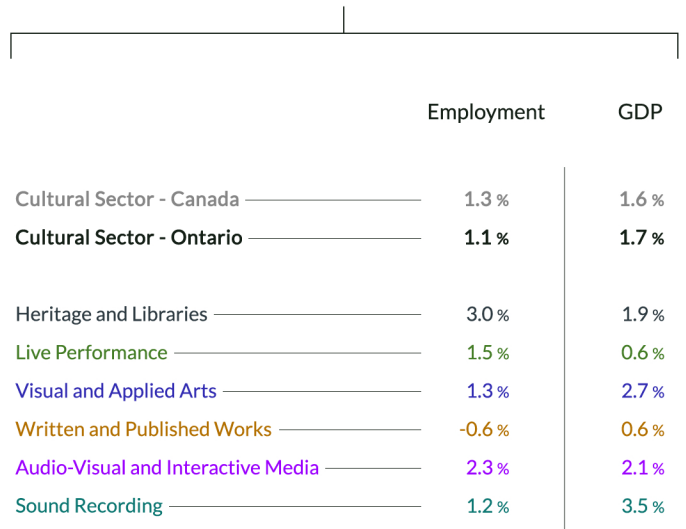 Employment GDP
Cultural Sector - Canada 1.3 % 1.6 %
Cultural Sector - Ontario 1.1 % 1.7 %
Heritage and Libraries 3.0 % 1.9 %
Live Performance 1.5 % 0.6 %
Visual and Applied Arts 1.3 % 2.7 %
Written and Published Works -0.6 % 0.6 %
Audio-Visual and Interactive Media 2.3 % 2.1 %
Sound Recording 1.2 % 3.5 %